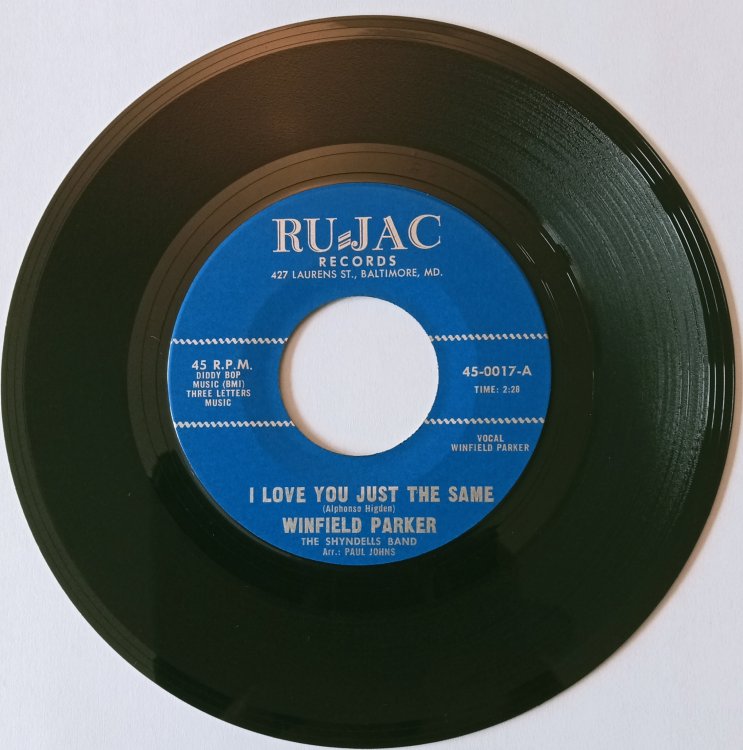 RU-JAC
RECORDS
427 LAURENS ST., BALTIMORE, MD.
45 R.P.M.
DIDDY BOP
MUSIC (BMI)
THREE LETTERS
MUSIC
45-0017-A
TIME: 2:28
VOCAL
WINFIELD PARKER
I LOVE YOU JUST THE SAME
(Alphonso Higden)
WINFIELD PARKER
THE SHYNDELLS BAND
Arr.: PAUL JOHNS